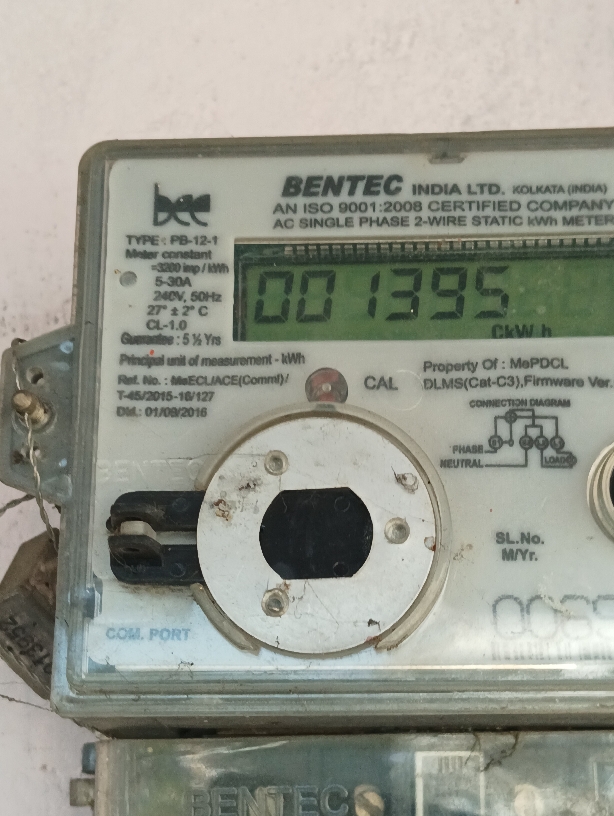 BENTEC INDIA LTD. KOLKATA (INDIA)
AN ISO 9001:2008 CERTIFIED COMPANY
AC SINGLE PHASE 2-WIRE STATIC kWh METER
bec
TYPE : PB-12-1
Meter constant
=3200 imp / kWh
5-30A
240V, 50Hz
27° ± 2° C
CL-1.0
Guarantee : 5 ½ Yrs
001395
CkW h
Principal unit of measurement - kWh
Ref. No. : MeECL/ACE(Comml)/
T-45/2015-16/127
DM.: 01/09/2016
CAL
Property Of : MePDCL
DLMS(Cat-C3),Firmware Ver.
CONNECTION DIAGRAM
PHASE
NEUTRAL
LOAD
BENTEC
SL.No.
M/Yr.
COM. PORT
BENTEC